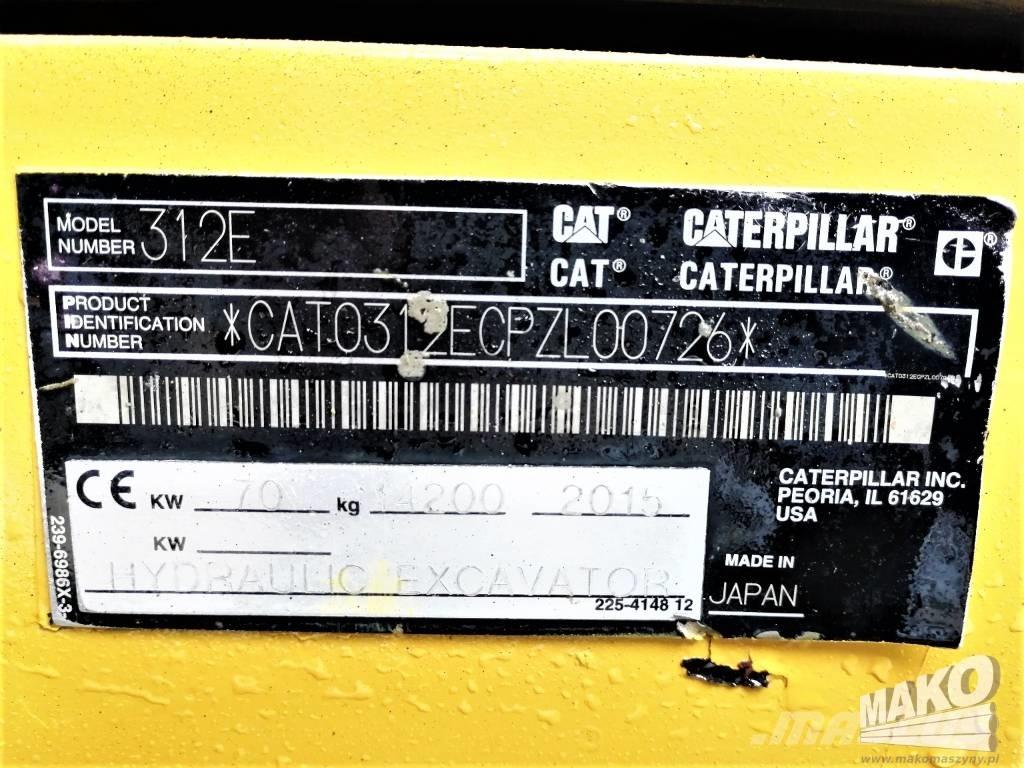 MODEL NUMBER 312E
CAT® CATERPILLAR®
CAT® CATERPILLAR®
PRODUCT IDENTIFICATION NUMBER *CAT0312ECPZL00726*
CE KW 70 kg 14200 2015
KW
HYDRAULIC EXCAVATOR
225-4148 12
239-6986X-3
CATERPILLAR INC.
PEORIA, IL 61629
USA
MADE IN
JAPAN
MAKO
www.makomaszyny.pl